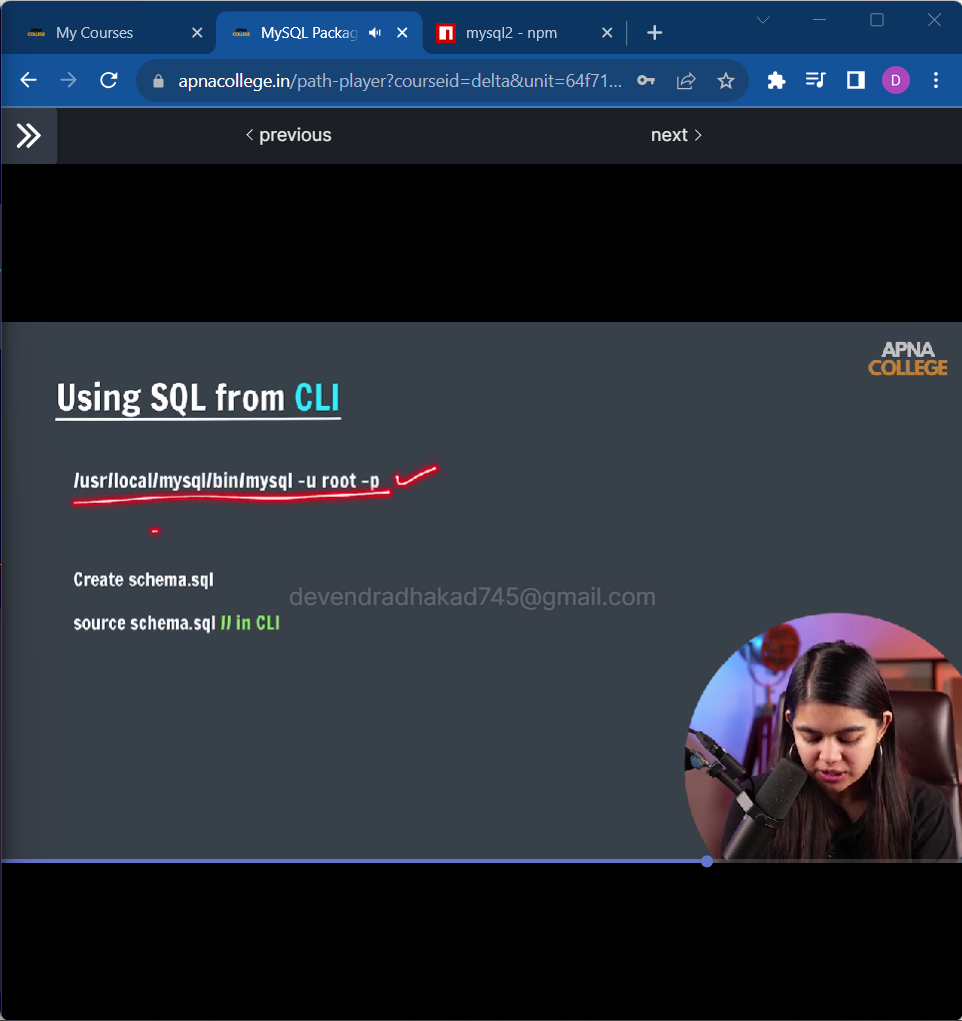 My Courses
MySQL Packag
mysql2 - npm
apnacollege.in/path-player?courseid=delta&unit=64f71...
D
previous
next
APNA
COLLEGE
Using SQL from CLI
/usr/local/mysql/bin/mysql -u root -p
Create schema.sql
devendradhakad745@gmail.com
source schema.sql // in CLI